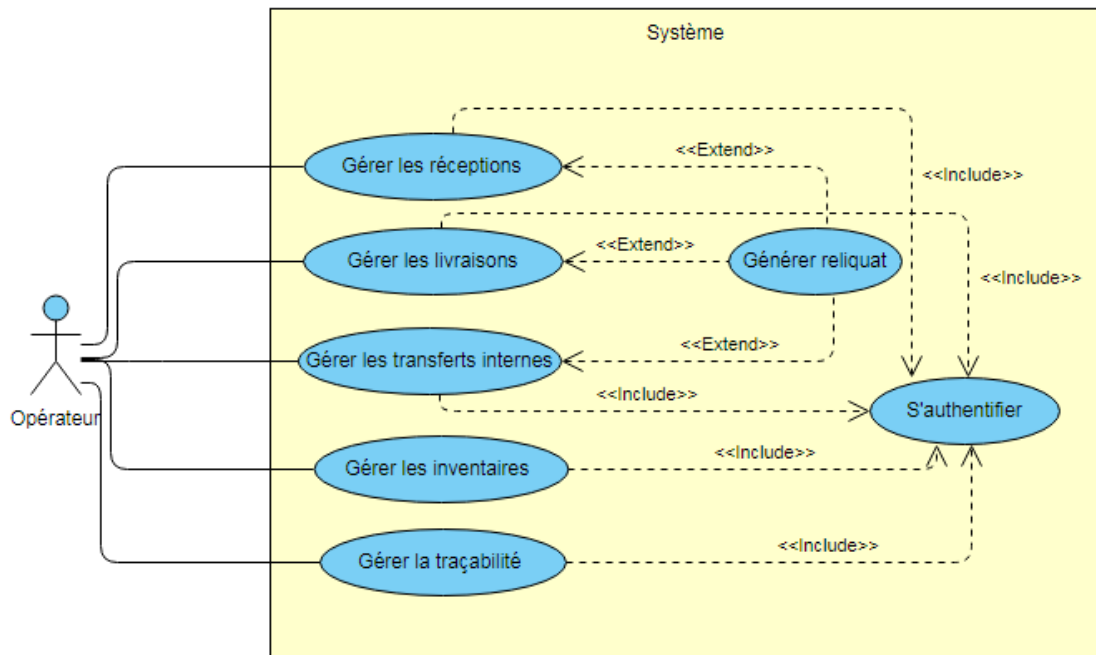 Système
Gérer les réceptions
<<Extend>>
<<Include>>
Gérer les livraisons
<<Extend>>
Générer reliquat
<<Include>>
Opérateur
Gérer les transferts internes
<<Extend>>
<<Include>>
S'authentifier
Gérer les inventaires
<<Include>>
Gérer la traçabilité
<<Include>>